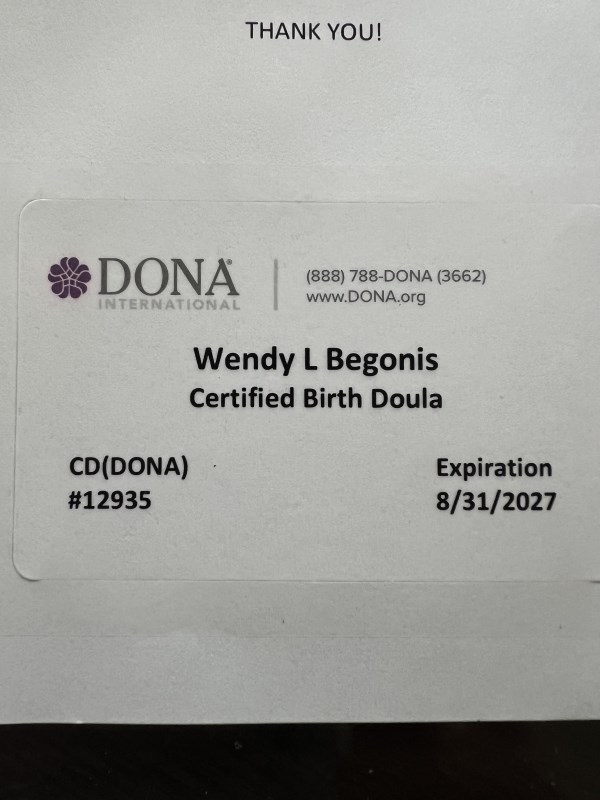 THANK YOU!
DONA®
INTERNATIONAL
(888) 788-DONA (3662)
www.DONA.org
Wendy L Begonis
Certified Birth Doula
CD(DONA)
#12935
Expiration
8/31/2027